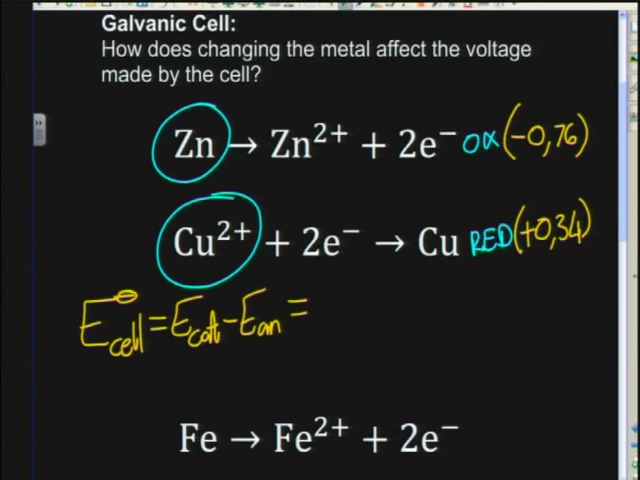 Galvanic Cell:
How does changing the metal affect the voltage
made by the cell?
Zn → Zn²⁺ + 2e⁻ OX (-0,76)
Cu²⁺ + 2e⁻ → Cu RED (+0,34)
E°cell = Ecat - Ean =
Fe → Fe²⁺ + 2e⁻